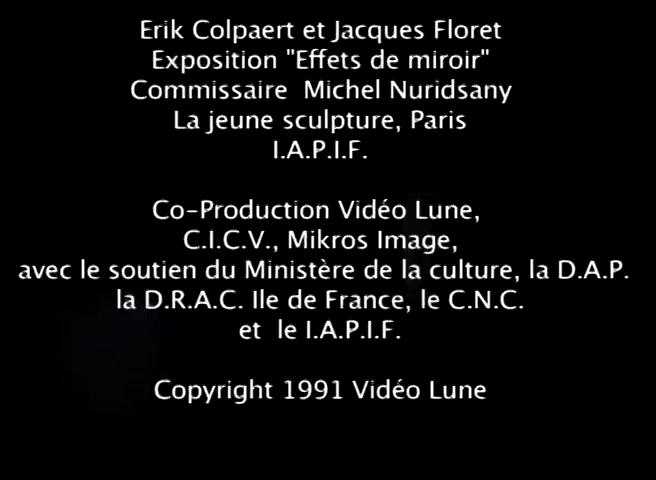 Erik Colpaert et Jacques Floret
Exposition "Effets de miroir"
Commissaire  Michel Nuridsany
La jeune sculpture, Paris
I.A.P.I.F.
Co-Production Vidéo Lune,
C.I.C.V., Mikros Image,
avec le soutien du Ministère de la culture, la D.A.P.
la D.R.A.C. Ile de France, le C.N.C.
et  le I.A.P.I.F.
Copyright 1991 Vidéo Lune